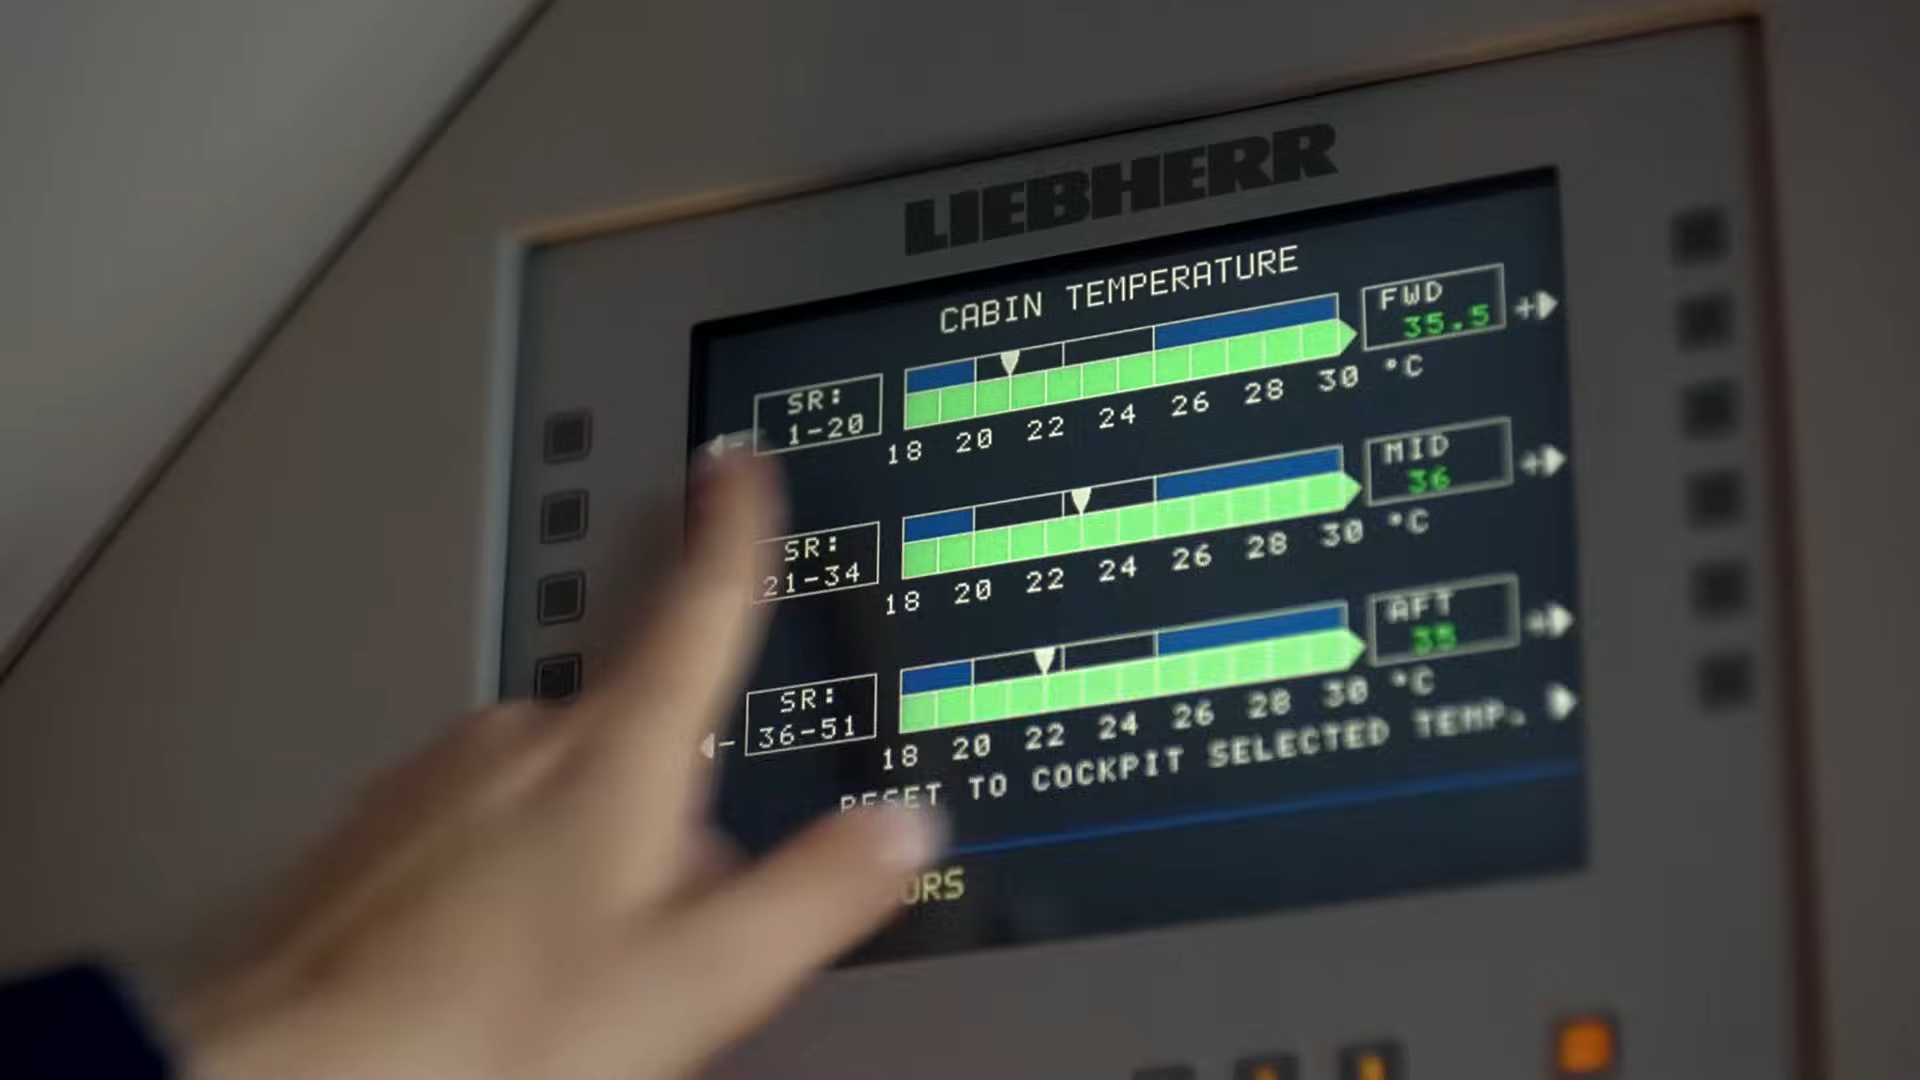 LIEBHERR
CABIN TEMPERATURE
SR:
1-20
18 20 22 24 26 28 30 °C
FWD
35.5
+
-
SR:
21-34
18 20 22 24 26 28 30 °C
MID
36
+
SR:
36-51
18 20 22 24 26 28 30 °C
AFT
35
+
-
RESET TO COCKPIT SELECTED TEMP.